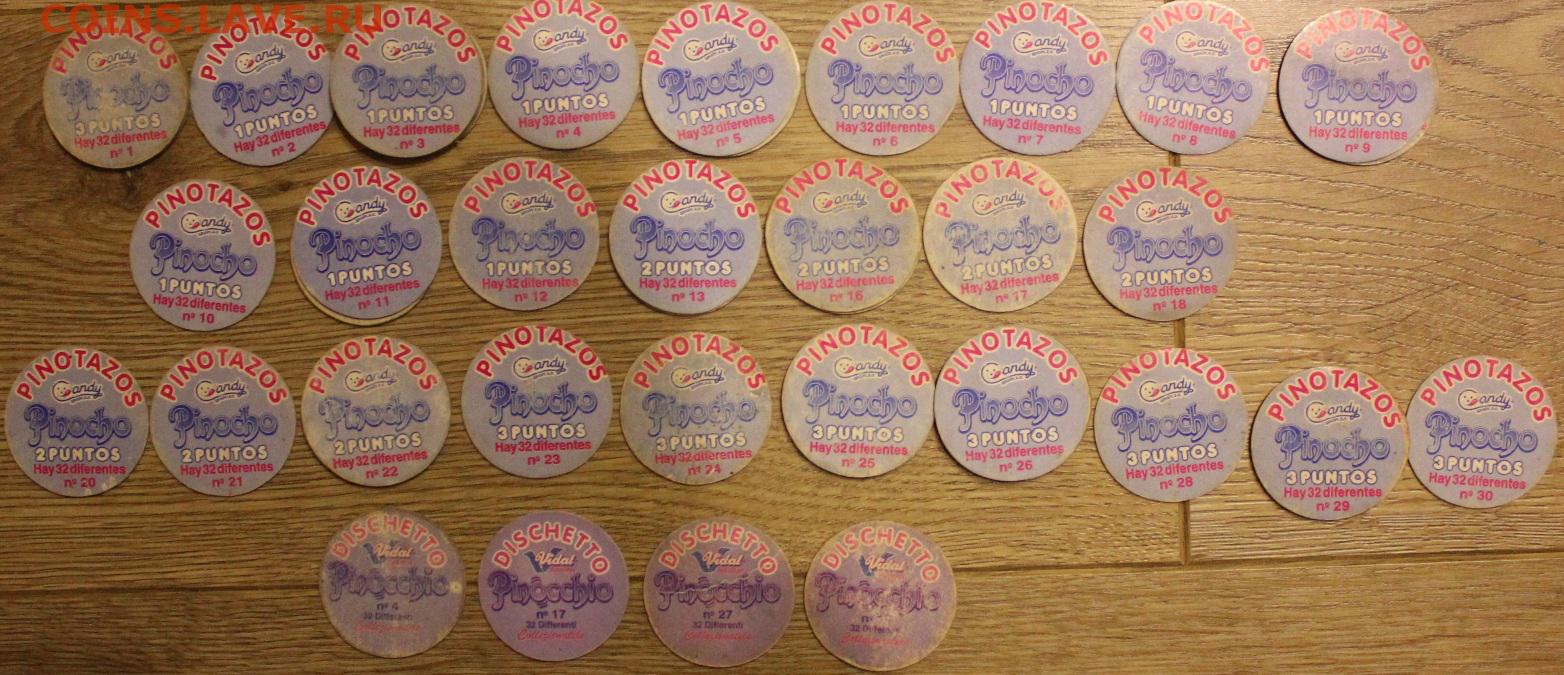 COINS.LAVE.RU
PINOTAZOS
Candy
Pinocho
3 PUNTOS
Hay 32 diferentes
nº 1
PINOTAZOS
Candy
Pinocho
1 PUNTOS
Hay 32 diferentes
nº 2
PINOTAZOS
Candy
Pinocho
1 PUNTOS
Hay 32 diferentes
nº 3
PINOTAZOS
Candy
Pinocho
1 PUNTOS
Hay 32 diferentes
nº 4
PINOTAZOS
Candy
Pinocho
1 PUNTOS
Hay 32 diferentes
nº 5
PINOTAZOS
Candy
Pinocho
1 PUNTOS
Hay 32 diferentes
nº 6
PINOTAZOS
Candy
Pinocho
1 PUNTOS
Hay 32 diferentes
nº 7
PINOTAZOS
Candy
Pinocho
1 PUNTOS
Hay 32 diferentes
nº 8
PINOTAZOS
Candy
Pinocho
1 PUNTOS
Hay 32 diferentes
nº 9
PINOTAZOS
Candy
Pinocho
1 PUNTOS
Hay 32 diferentes
nº 10
PINOTAZOS
Candy
Pinocho
1 PUNTOS
Hay 32 diferentes
nº 11
PINOTAZOS
Candy
Pinocho
1 PUNTOS
Hay 32 diferentes
nº 12
PINOTAZOS
Candy
Pinocho
2 PUNTOS
Hay 32 diferentes
nº 13
PINOTAZOS
Candy
Pinocho
2 PUNTOS
Hay 32 diferentes
nº 16
PINOTAZOS
Candy
Pinocho
2 PUNTOS
Hay 32 diferentes
nº 17
PINOTAZOS
Candy
Pinocho
2 PUNTOS
Hay 32 diferentes
nº 18
PINOTAZOS
Candy
Pinocho
2 PUNTOS
Hay 32 diferentes
nº 20
PINOTAZOS
Candy
Pinocho
2 PUNTOS
Hay 32 diferentes
nº 21
PINOTAZOS
Candy
Pinocho
2 PUNTOS
Hay 32 diferentes
nº 22
PINOTAZOS
Candy
Pinocho
3 PUNTOS
Hay 32 diferentes
nº 23
PINOTAZOS
Candy
Pinocho
3 PUNTOS
Hay 32 diferentes
nº 24
PINOTAZOS
Candy
Pinocho
3 PUNTOS
Hay 32 diferentes
nº 25
PINOTAZOS
Candy
Pinocho
3 PUNTOS
Hay 32 diferentes
nº 26
PINOTAZOS
Candy
Pinocho
3 PUNTOS
Hay 32 diferentes
nº 28
PINOTAZOS
Candy
Pinocho
3 PUNTOS
Hay 32 diferentes
nº 29
PINOTAZOS
Candy
Pinocho
3 PUNTOS
Hay 32 diferentes
nº 30
DISCHETTO
Vidal
Pinòcchio
nº 4
32 Differenti
Collezionatele
DISCHETTO
Vidal
Pinòcchio
nº 17
32 Differenti
Collezionatele
DISCHETTO
Vidal
Pinòcchio
nº 27
32 Differenti
Collezionatele
DISCHETTO
Vidal
Pinòcchio
nº
32 Differenti
Collezionatele